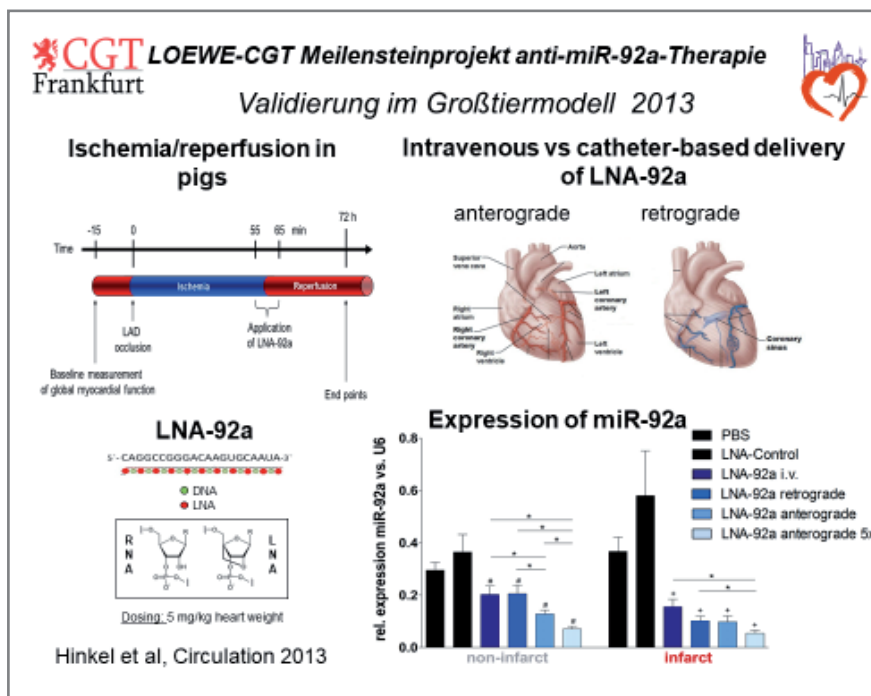 CGT
Frankfurt
LOEWE-CGT Meilensteinprojekt anti-miR-92a-Therapie
Validierung im Großtiermodell 2013
Ischemia/reperfusion in
pigs
-15 0 55 65 min 72 h
Time
Ischemia Reperfusion
LAD
occlusion
Application
of LNA-92a
Baseline measurement
of global myocardial function
End points
Intravenous vs catheter-based delivery
of LNA-92a
anterograde retrograde
Superior
vena cava
Aorta
Left atrium
Left
coronary
artery
Right
atrium
Right
coronary
artery
Right
ventricle
Left
ventricle
Coronary
sinus
LNA-92a
5'-CAGGCCGGGACAAGUGCAAUA-3'
DNA
LNA
RNA
LNA
Dosing: 5 mg/kg heart weight
Hinkel et al, Circulation 2013
Expression of miR-92a
rel. expression miR-92a vs. U6
0.8
0.6
0.4
0.2
0.0
PBS
LNA-Control
LNA-92a i.v.
LNA-92a retrograde
LNA-92a anterograde
LNA-92a anterograde 5x
non-infarct infarct